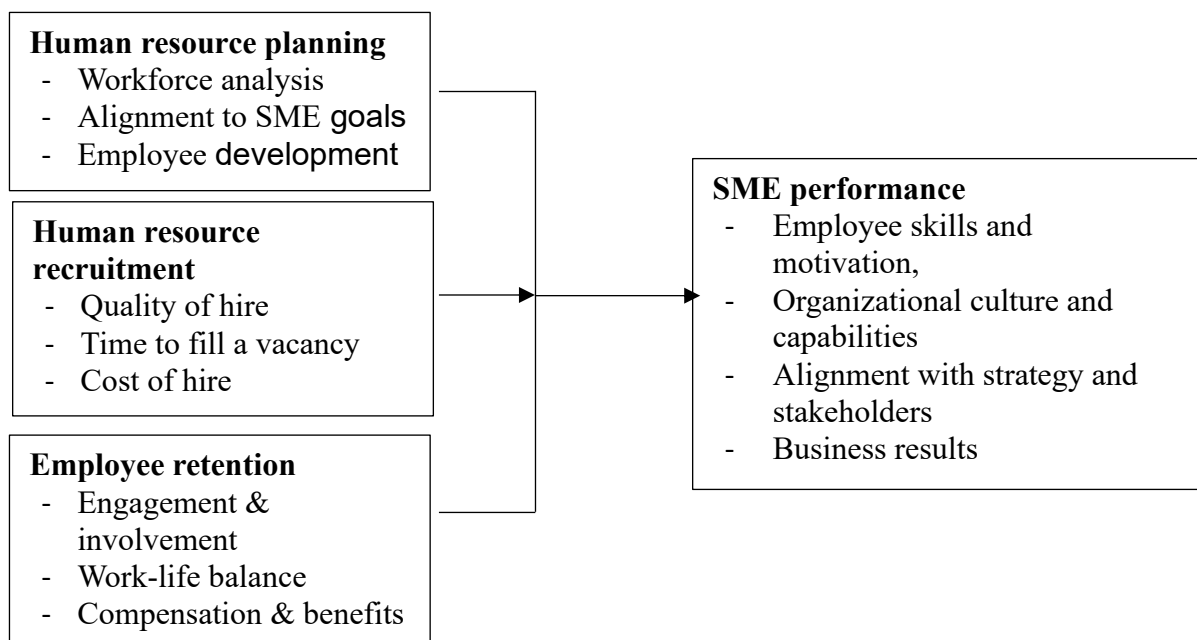 Human resource planning
- Workforce analysis
- Alignment to SME goals
- Employee development
Human resource
recruitment
- Quality of hire
- Time to fill a vacancy
- Cost of hire
Employee retention
- Engagement &
involvement
- Work-life balance
- Compensation & benefits
SME performance
- Employee skills and
motivation,
- Organizational culture and
capabilities
- Alignment with strategy and
stakeholders
- Business results